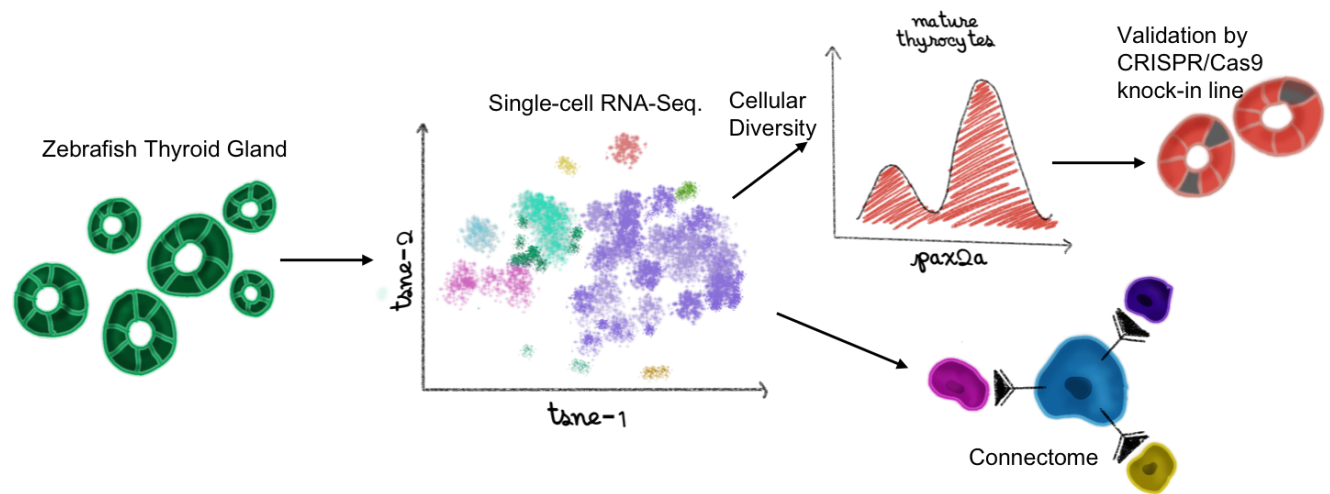 Zebrafish Thyroid Gland
Single-cell RNA-Seq.
tsne-2
tsne-1
Cellular
Diversity
mature
thyrocytes
pax2a
Validation by
CRISPR/Cas9
knock-in line
Connectome